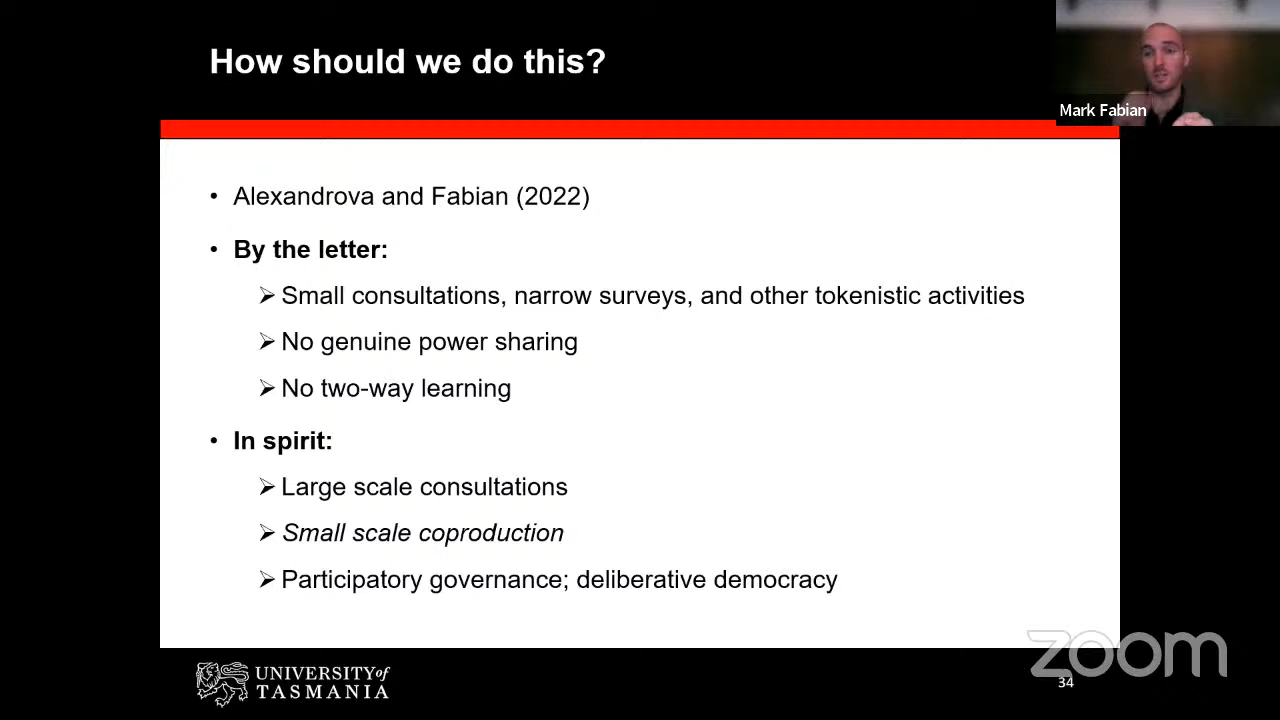 How should we do this?
Mark Fabian
• Alexandrova and Fabian (2022)
• By the letter:
➢ Small consultations, narrow surveys, and other tokenistic activities
➢ No genuine power sharing
➢ No two-way learning
• In spirit:
➢ Large scale consultations
➢ Small scale coproduction
➢ Participatory governance; deliberative democracy
UNIVERSITY of
TASMANIA
zoom
34